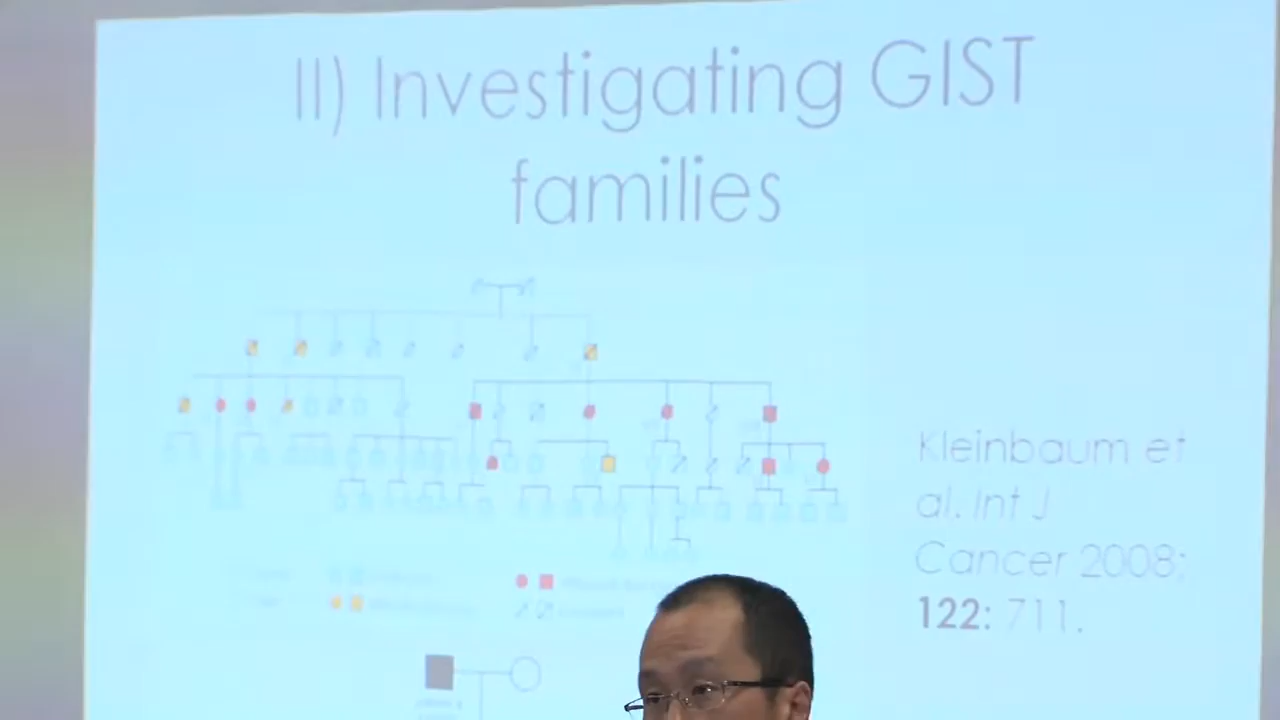 II) Investigating GIST
families
Kleinbaum et
al. Int J
Cancer 2008;
122: 711.